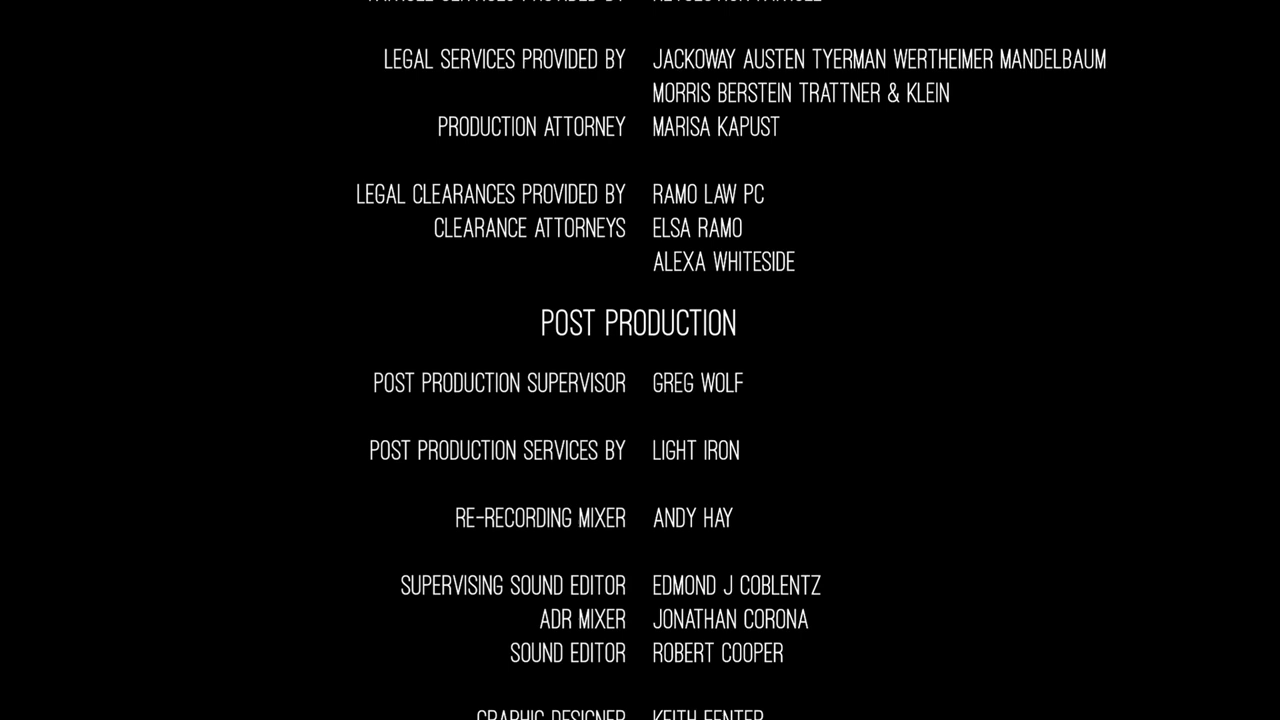 LEGAL SERVICES PROVIDED BY JACKOWAY AUSTEN TYERMAN WERTHEIMER MANDELBAUM
MORRIS BERSTEIN TRATTNER & KLEIN
PRODUCTION ATTORNEY MARISA KAPUST
LEGAL CLEARANCES PROVIDED BY RAMO LAW PC
CLEARANCE ATTORNEYS ELSA RAMO
ALEXA WHITESIDE
POST PRODUCTION
POST PRODUCTION SUPERVISOR GREG WOLF
POST PRODUCTION SERVICES BY LIGHT IRON
RE-RECORDING MIXER ANDY HAY
SUPERVISING SOUND EDITOR EDMOND J COBLENTZ
ADR MIXER JONATHAN CORONA
SOUND EDITOR ROBERT COOPER
GRAPHIC DESIGNER KEITH